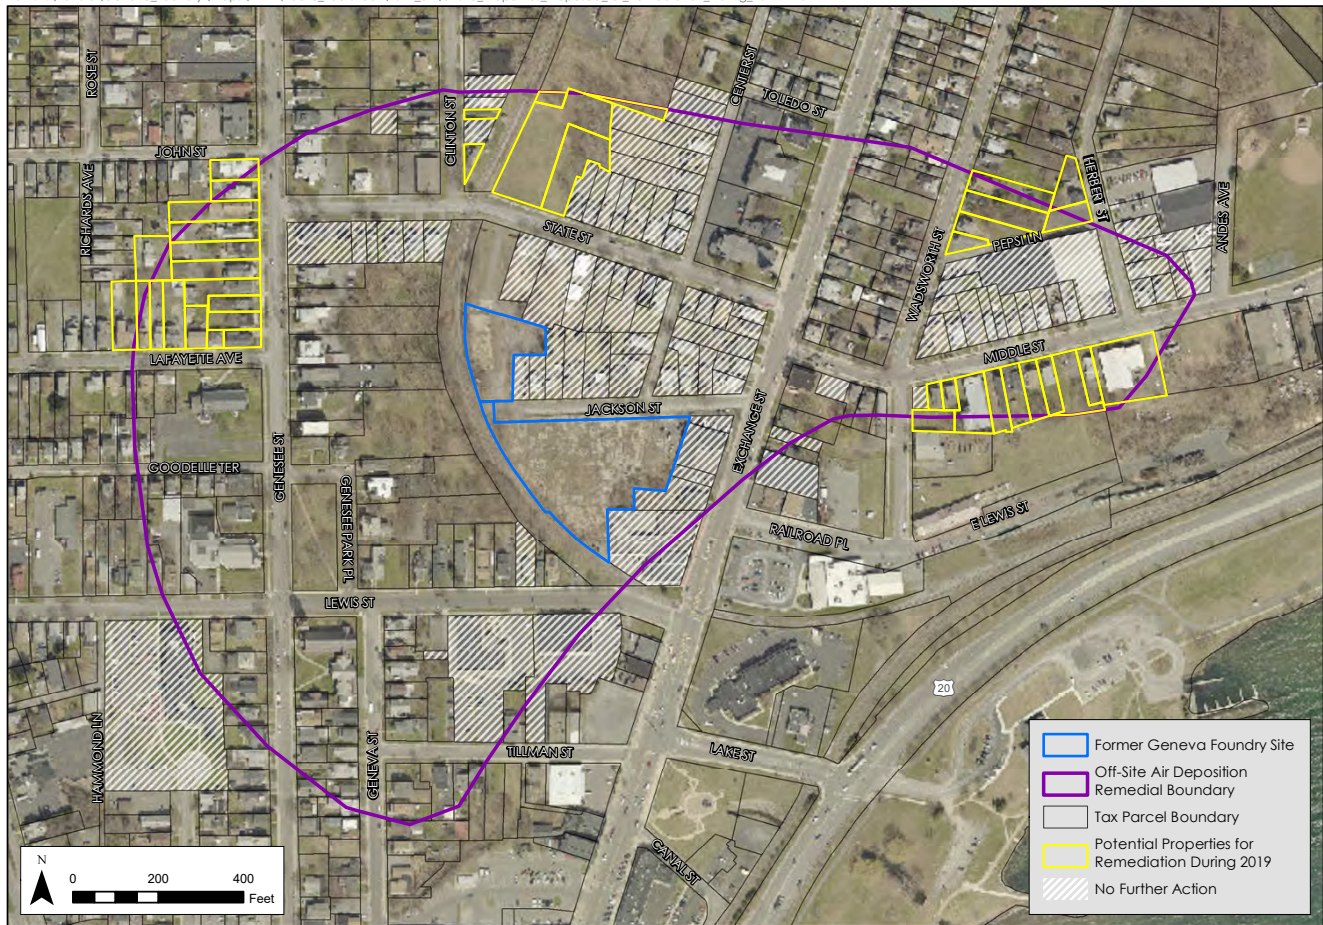 ROSE ST
CLINTON ST
CENTER ST
TOLEDO ST
JOHN ST
RICHARDS AVE
HERBERT ST
ANDES AVE
STATE ST
PEPSI LN
WADSWORTH ST
LAFAYETTE AVE
MIDDLE ST
JACKSON ST
EXCHANGE ST
GENESEE ST
GOODELLE TER
GENESEE PARK PL
E LEWIS ST
RAILROAD PL
LEWIS ST
20
HAMMOND LN
GENEVA ST
TILLMAN ST
LAKE ST
CANAL ST
Former Geneva Foundry Site
Off-Site Air Deposition
Remedial Boundary
Tax Parcel Boundary
Potential Properties for
Remediation During 2019
No Further Action
N
0 200 400
Feet